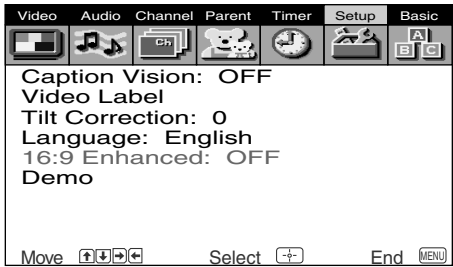 Video Audio Channel Parent Timer Setup Basic
Ch A B C
Caption Vision: OFF
Video Label
Tilt Correction: 0
Language: English
16:9 Enhanced: OFF
Demo
Move Select End MENU